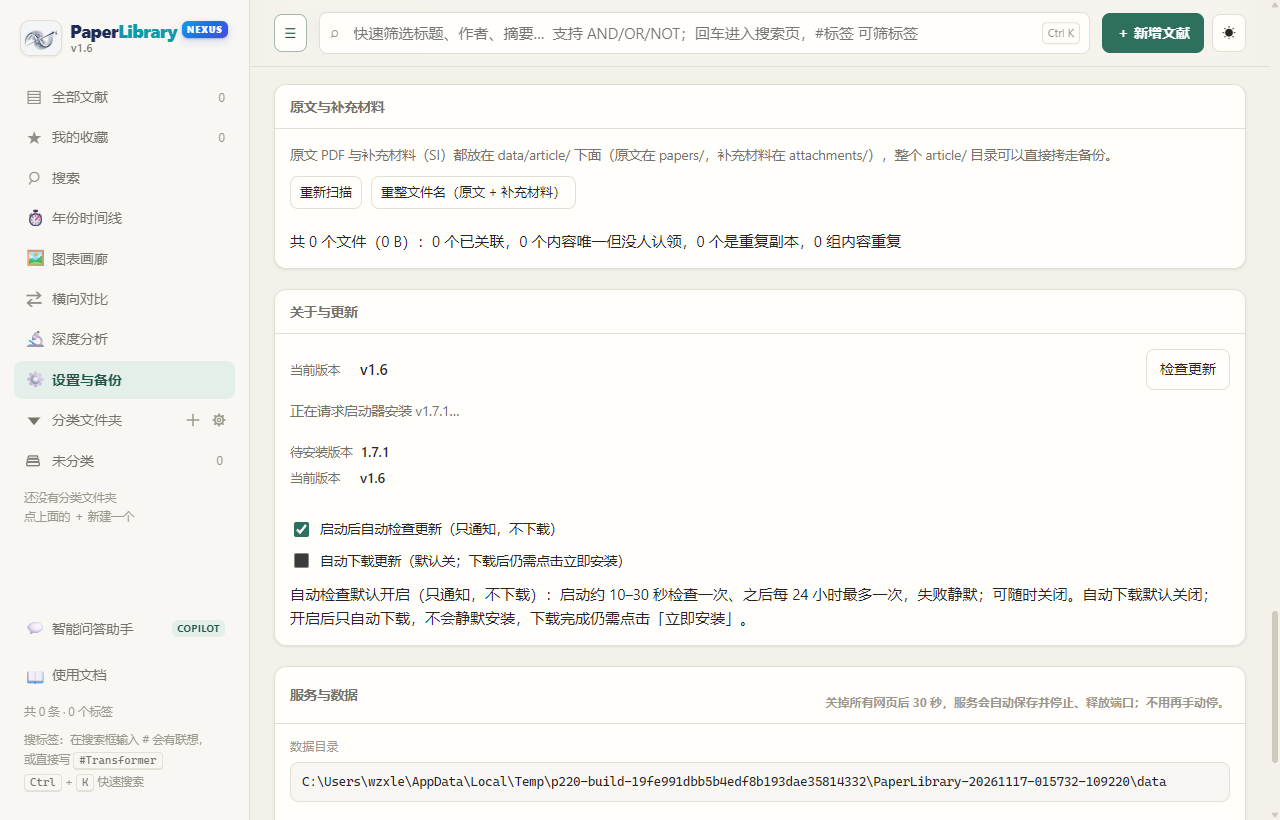 PaperLibrary NEXUS
v1.6
全部文献 0
我的收藏 0
搜索
年份时间线
图表画廊
横向对比
深度分析
设置与备份
分类文件夹
未分类 0
还没有分类文件夹
点上面的 + 新建一个
智能问答助手 COPILOT
使用文档
共 0 条 · 0 个标签
搜标签：在搜索框输入 # 会有联想，
或直接写 #Transformer
Ctrl + K 快速搜索
快速筛选标题、作者、摘要... 支持 AND/OR/NOT；回车进入搜索页，#标签 可筛标签 Ctrl K
+ 新增文献
原文与补充材料
原文 PDF 与补充材料（SI）都放在 data/article/ 下面（原文在 papers/，补充材料在 attachments/），整个 article/ 目录可以直接拷走备份。
重新扫描 重整文件名（原文 + 补充材料）
共 0 个文件（0 B）：0 个已关联，0 个内容唯一但没人认领，0 个是重复副本，0 组内容重复
关于与更新
当前版本 v1.6 检查更新
正在请求启动器安装 v1.7.1...
待安装版本 1.7.1
当前版本 v1.6
启动后自动检查更新（只通知，不下载）
自动下载更新（默认关；下载后仍需点击立即安装）
自动检查默认开启（只通知，不下载）：启动约 10–30 秒检查一次、之后每 24 小时最多一次，失败静默；可随时关闭。自动下载默认关闭；
开启后只自动下载，不会静默安装，下载完成仍需点击「立即安装」。
服务与数据 关掉所有网页后 30 秒，服务会自动保存并停止、释放端口；不用再手动停。
数据目录
C:\Users\wzxle\AppData\Local\Temp\p220-build-19fe991dbb5b4edf8b193dae35814332\PaperLibrary-20261117-015732-109220\data